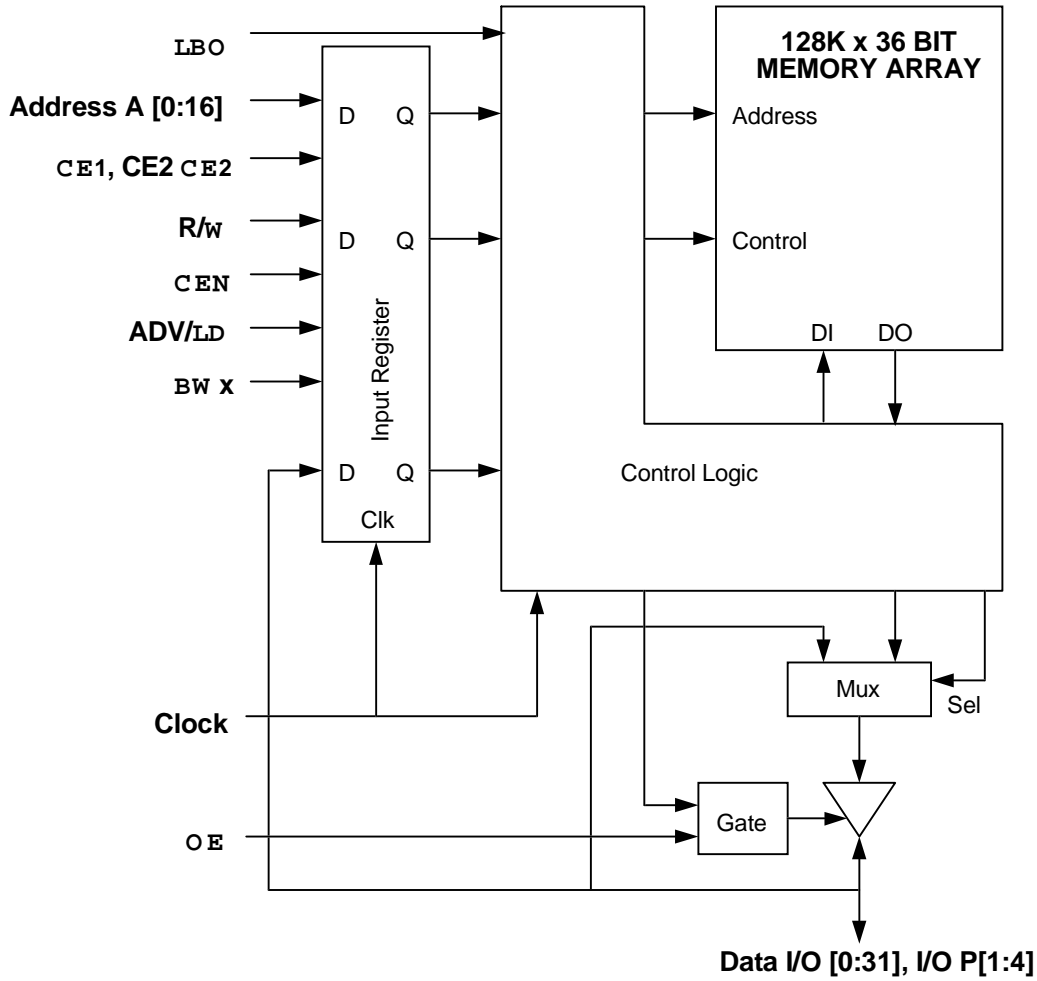 LBO
128K x 36 BIT
MEMORY ARRAY
Address A [0:16]
D Q
Address
CE1, CE2 CE2
R/W
D Q
Control
CEN
ADV/LD
DI DO
BW x
Input Register
D Q
Control Logic
Clk
Mux
Clock
Sel
Gate
OE
Data I/O [0:31], I/O P[1:4]